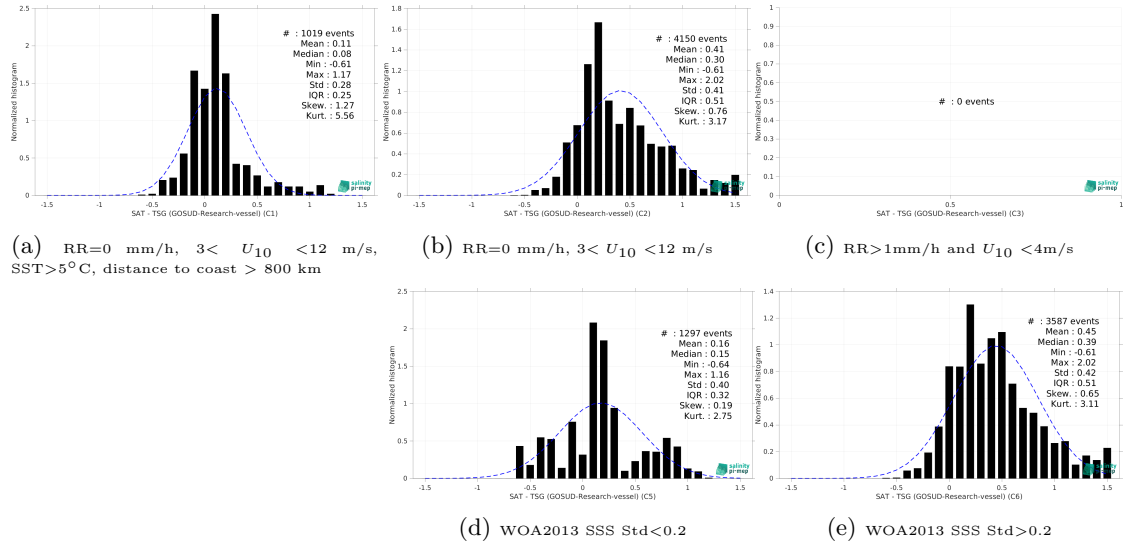 2.5
2
1.5
1
0.5
0
-1.5 -1 -0.5 0 0.5 1 1.5
Normalized histogram
SAT - TSG (GOSUD-Research-vessel) (C1)
# : 1019 events
Mean : 0.11
Median : 0.08
Min : -0.61
Max : 1.17
Std : 0.28
IQR : 0.25
Skew. : 1.27
Kurt. : 5.56
salinity
pi-mep
(a) RR=0 mm/h, 3< U10 <12 m/s,
SST>5°C, distance to coast > 800 km
1.8
1.6
1.4
1.2
1
0.8
0.6
0.4
0.2
0
-1.5 -1 -0.5 0 0.5 1 1.5
Normalized histogram
SAT - TSG (GOSUD-Research-vessel) (C2)
# : 4150 events
Mean : 0.41
Median : 0.30
Min : -0.61
Max : 2.02
Std : 0.41
IQR : 0.51
Skew. : 0.76
Kurt. : 3.17
salinity
pi-mep
(b) RR=0 mm/h, 3< U10 <12 m/s
1
0.9
0.8
0.7
0.6
0.5
0.4
0.3
0.2
0.1
0
0 0.5 1
Normalized histogram
SAT - TSG (GOSUD-Research-vessel) (C3)
# : 0 events
salinity
pi-mep
(c) RR>1mm/h and U10 <4m/s
2.5
2
1.5
1
0.5
0
-1.5 -1 -0.5 0 0.5 1 1.5
Normalized histogram
SAT - TSG (GOSUD-Research-vessel) (C5)
# : 1297 events
Mean : 0.16
Median : 0.15
Min : -0.64
Max : 1.16
Std : 0.40
IQR : 0.32
Skew. : 0.19
Kurt. : 2.75
salinity
pi-mep
(d) WOA2013 SSS Std<0.2
1.4
1.2
1
0.8
0.6
0.4
0.2
0
-1.5 -1 -0.5 0 0.5 1 1.5
Normalized histogram
SAT - TSG (GOSUD-Research-vessel) (C6)
# : 3587 events
Mean : 0.45
Median : 0.39
Min : -0.61
Max : 2.02
Std : 0.42
IQR : 0.51
Skew. : 0.65
Kurt. : 3.11
salinity
pi-mep
(e) WOA2013 SSS Std>0.2